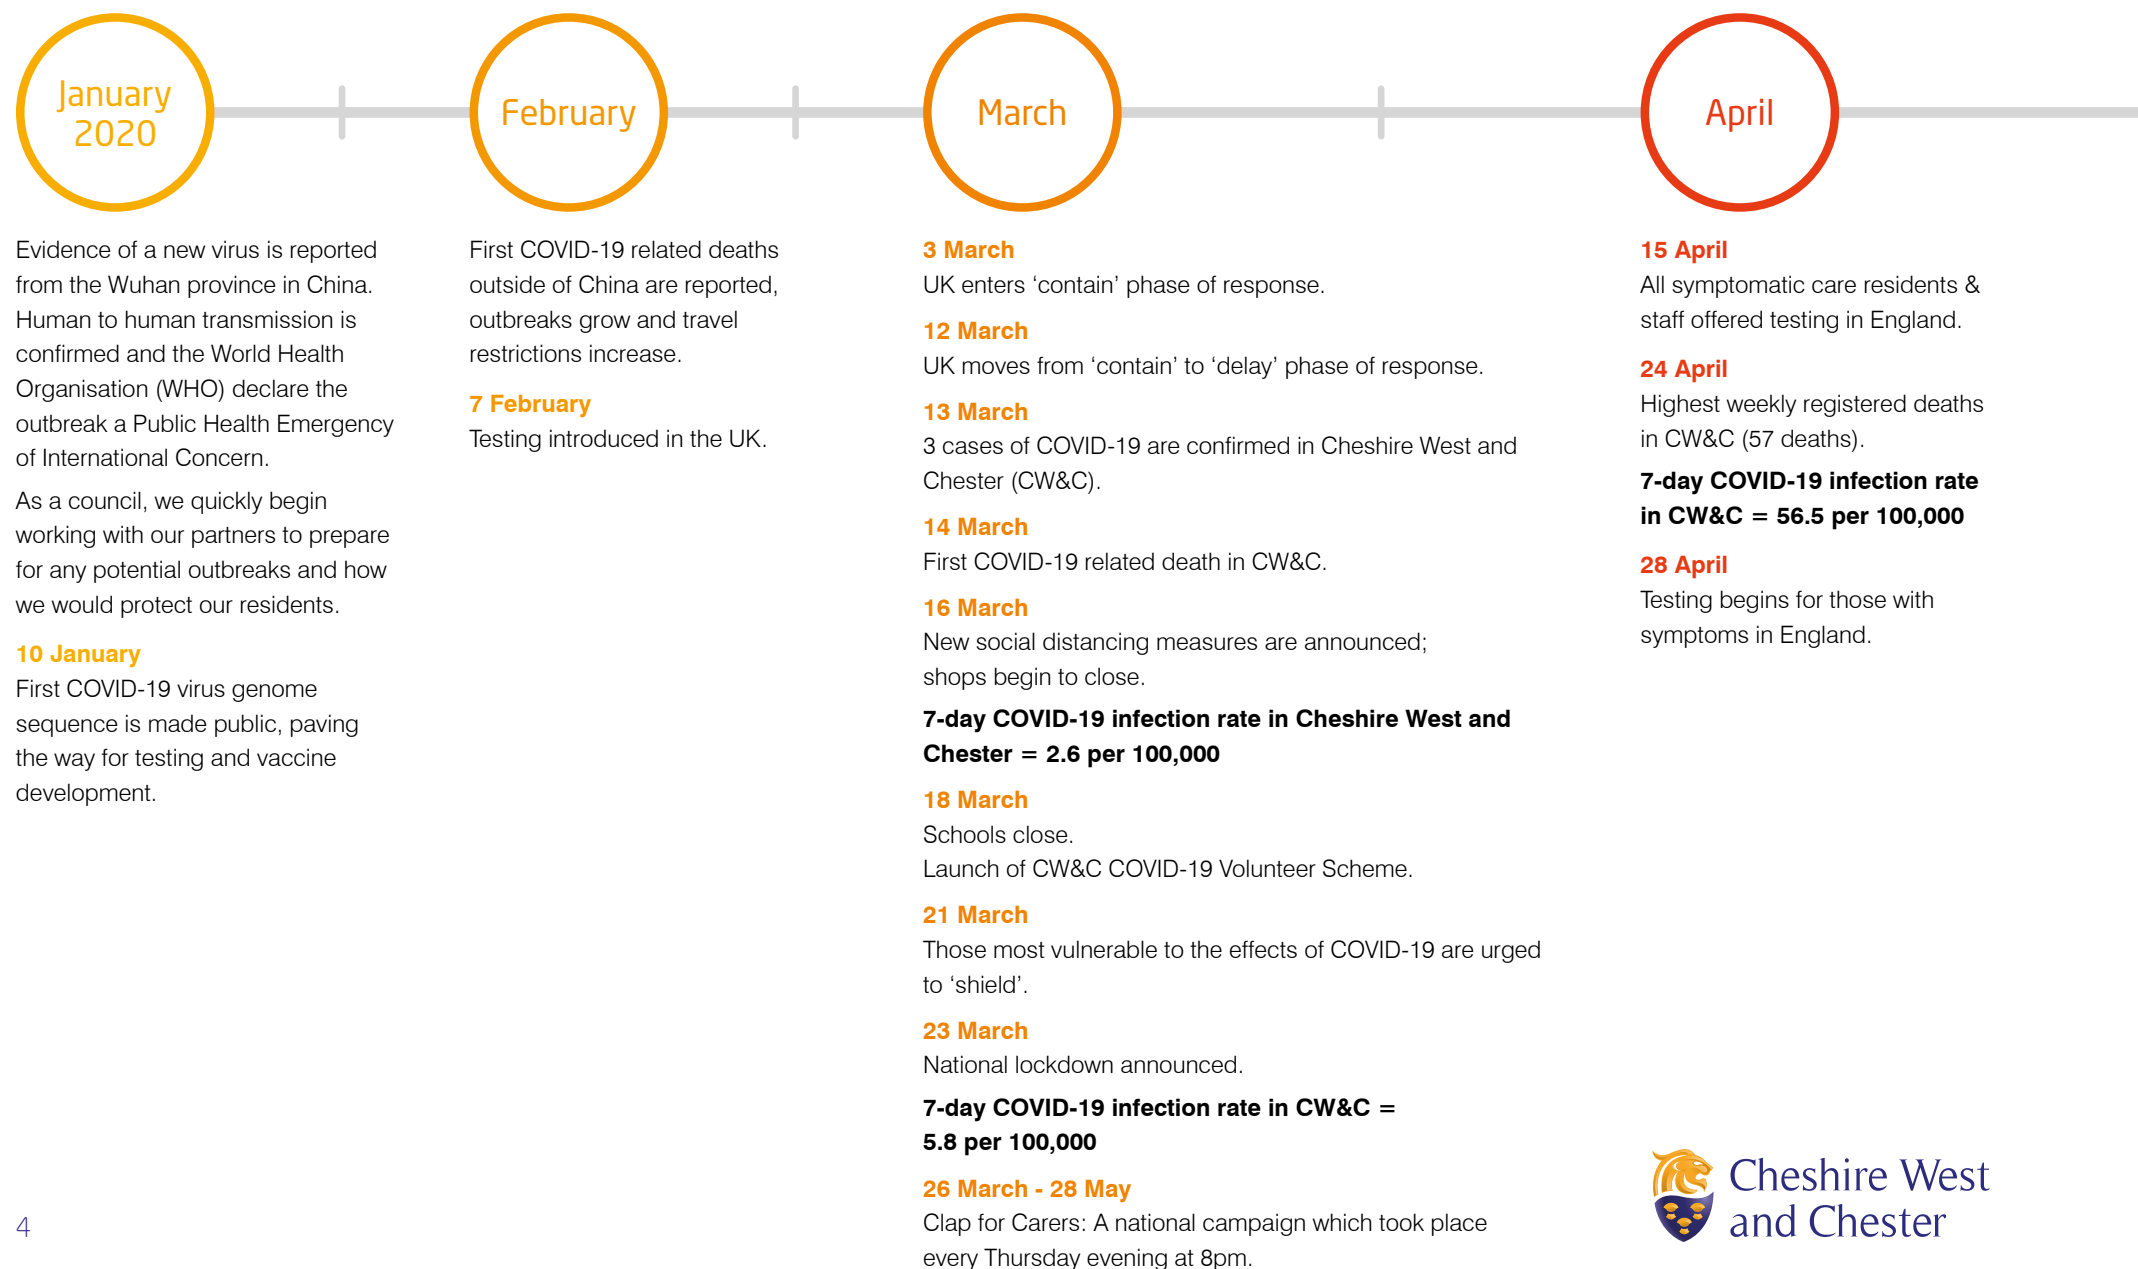 January
2020
February
March
April
Evidence of a new virus is reported
from the Wuhan province in China.
Human to human transmission is
confirmed and the World Health
Organisation (WHO) declare the
outbreak a Public Health Emergency
of International Concern.
As a council, we quickly begin
working with our partners to prepare
for any potential outbreaks and how
we would protect our residents.
10 January
First COVID-19 virus genome
sequence is made public, paving
the way for testing and vaccine
development.
First COVID-19 related deaths
outside of China are reported,
outbreaks grow and travel
restrictions increase.
7 February
Testing introduced in the UK.
3 March
UK enters ‘contain’ phase of response.
12 March
UK moves from ‘contain’ to ‘delay’ phase of response.
13 March
3 cases of COVID-19 are confirmed in Cheshire West and
Chester (CW&C).
14 March
First COVID-19 related death in CW&C.
16 March
New social distancing measures are announced;
shops begin to close.
7-day COVID-19 infection rate in Cheshire West and
Chester = 2.6 per 100,000
18 March
Schools close.
Launch of CW&C COVID-19 Volunteer Scheme.
21 March
Those most vulnerable to the effects of COVID-19 are urged
to ‘shield’.
23 March
National lockdown announced.
7-day COVID-19 infection rate in CW&C =
5.8 per 100,000
26 March - 28 May
Clap for Carers: A national campaign which took place
every Thursday evening at 8pm.
15 April
All symptomatic care residents &
staff offered testing in England.
24 April
Highest weekly registered deaths
in CW&C (57 deaths).
7-day COVID-19 infection rate
in CW&C = 56.5 per 100,000
28 April
Testing begins for those with
symptoms in England.
Cheshire West
and Chester
4